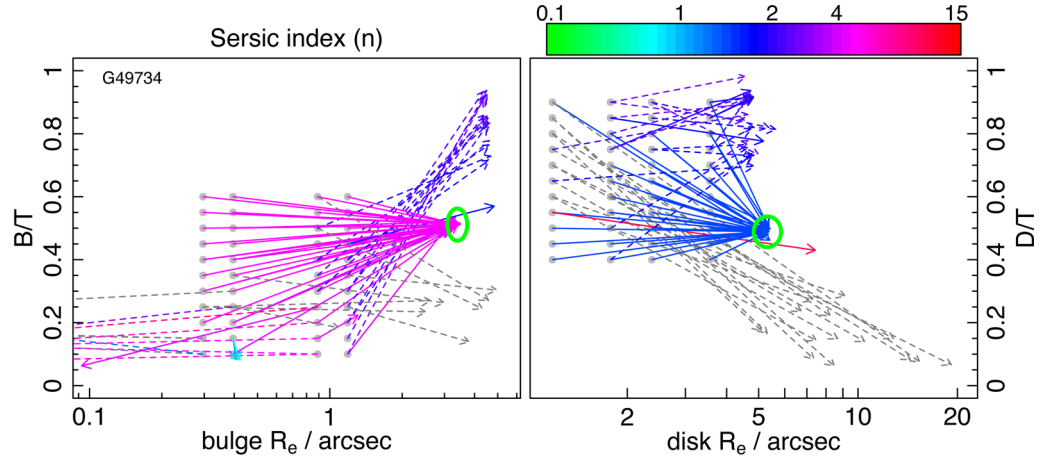 0.1 1 2 4 15
Sersic index (n)
G49734
B/T
0 0.2 0.4 0.6 0.8 1
0.1 1
bulge Re / arcsec
2 5 10 20
disk Re / arcsec
0 0.2 0.4 0.6 0.8 1
D/T